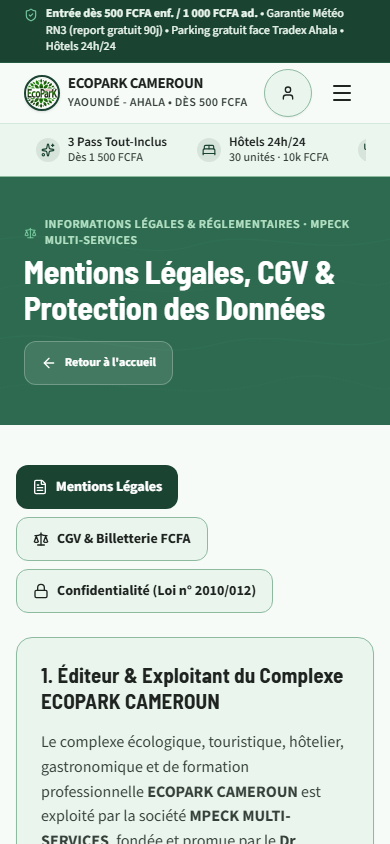 Entrée dès 500 FCFA enf. / 1 000 FCFA ad. • Garantie Météo
RN3 (report gratuit 90j) • Parking gratuit face Tradex Ahala •
Hôtels 24h/24
EcoPark
ECOPARK CAMEROUN
YAOUNDÉ - AHALA • DÈS 500 FCFA
3 Pass Tout-Inclus
Dès 1 500 FCFA
Hôtels 24h/24
30 unités · 10k FCFA
INFORMATIONS LÉGALES & RÉGLEMENTAIRES · MPECK
MULTI-SERVICES
Mentions Légales, CGV &
Protection des Données
Retour à l'accueil
Mentions Légales
CGV & Billetterie FCFA
Confidentialité (Loi n° 2010/012)
1. Éditeur & Exploitant du Complexe
ECOPARK CAMEROUN
Le complexe écologique, touristique, hôtelier,
gastronomique et de formation
professionnelle ECOPARK CAMEROUN est
exploité par la société MPECK MULTI-
SERVICES, fondée et promue par le Dr